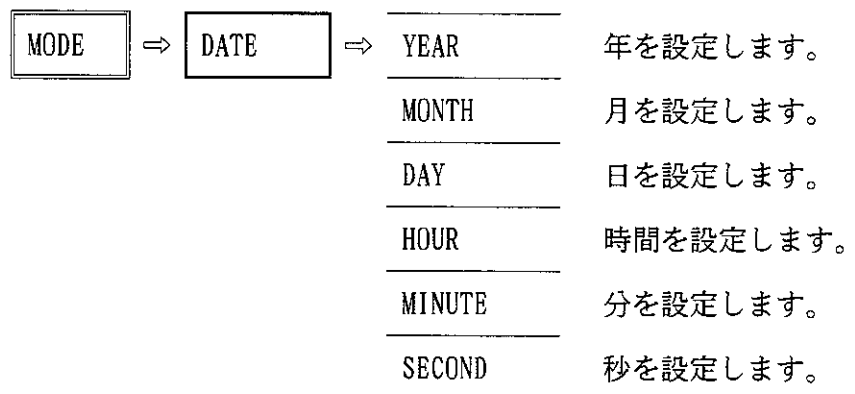 MODE ⇨ DATE ⇨ YEAR 年を設定します。
MONTH 月を設定します。
DAY 日を設定します。
HOUR 時間を設定します。
MINUTE 分を設定します。
SECOND 秒を設定します。